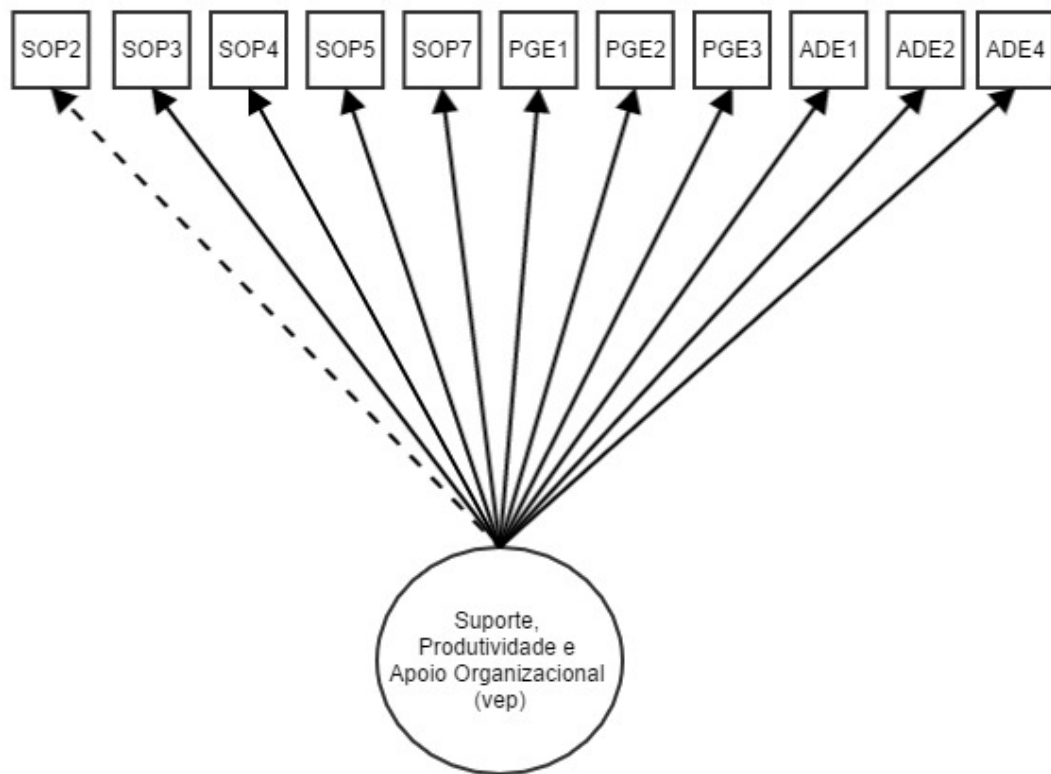 SOP2 SOP3 SOP4 SOP5 SOP7 PGE1 PGE2 PGE3 ADE1 ADE2 ADE4
Suporte,
Produtividade e
Apoio Organizacional
(vep)